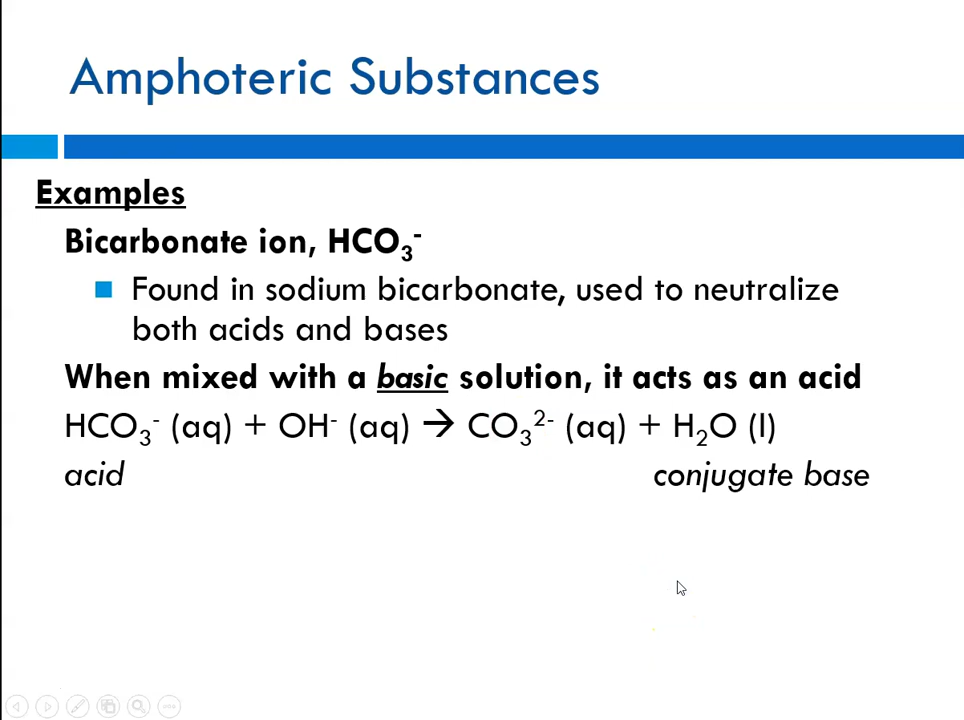 Amphoteric Substances
Examples
Bicarbonate ion, HCO₃⁻
Found in sodium bicarbonate, used to neutralize
both acids and bases
When mixed with a basic solution, it acts as an acid
HCO₃⁻ (aq) + OH⁻ (aq) → CO₃²⁻ (aq) + H₂O (l)
acid conjugate base